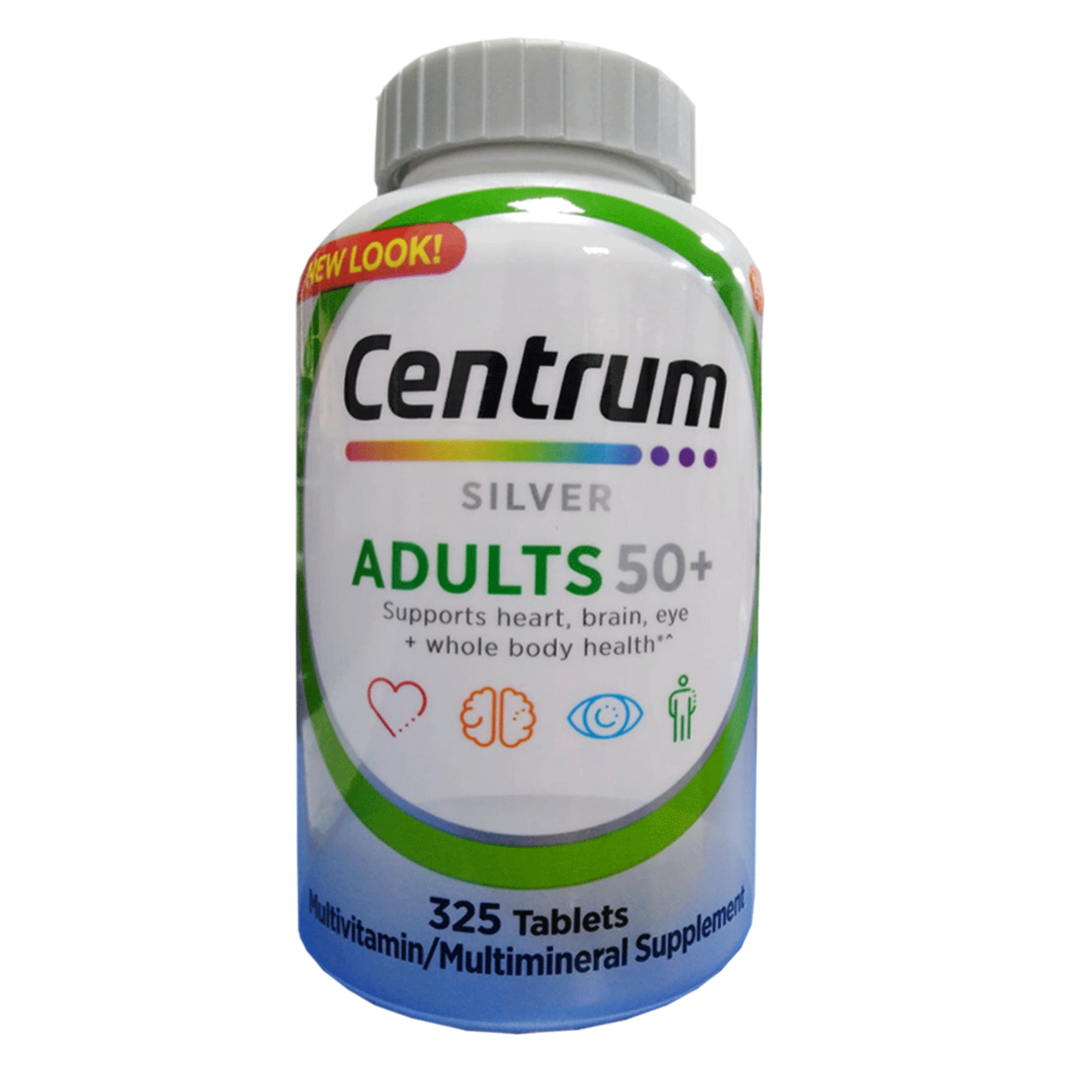 NEW LOOK!
Centrum
SILVER
ADULTS 50+
Supports heart, brain, eye
+ whole body health*^
325 Tablets
Multivitamin/Multimineral Supplement